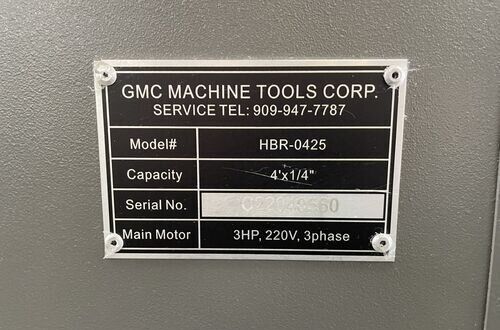 GMC MACHINE TOOLS CORP.
SERVICE TEL: 909-947-7787
Model# HBR-0425
Capacity 4'x1/4"
Serial No.
Main Motor 3HP, 220V, 3phase